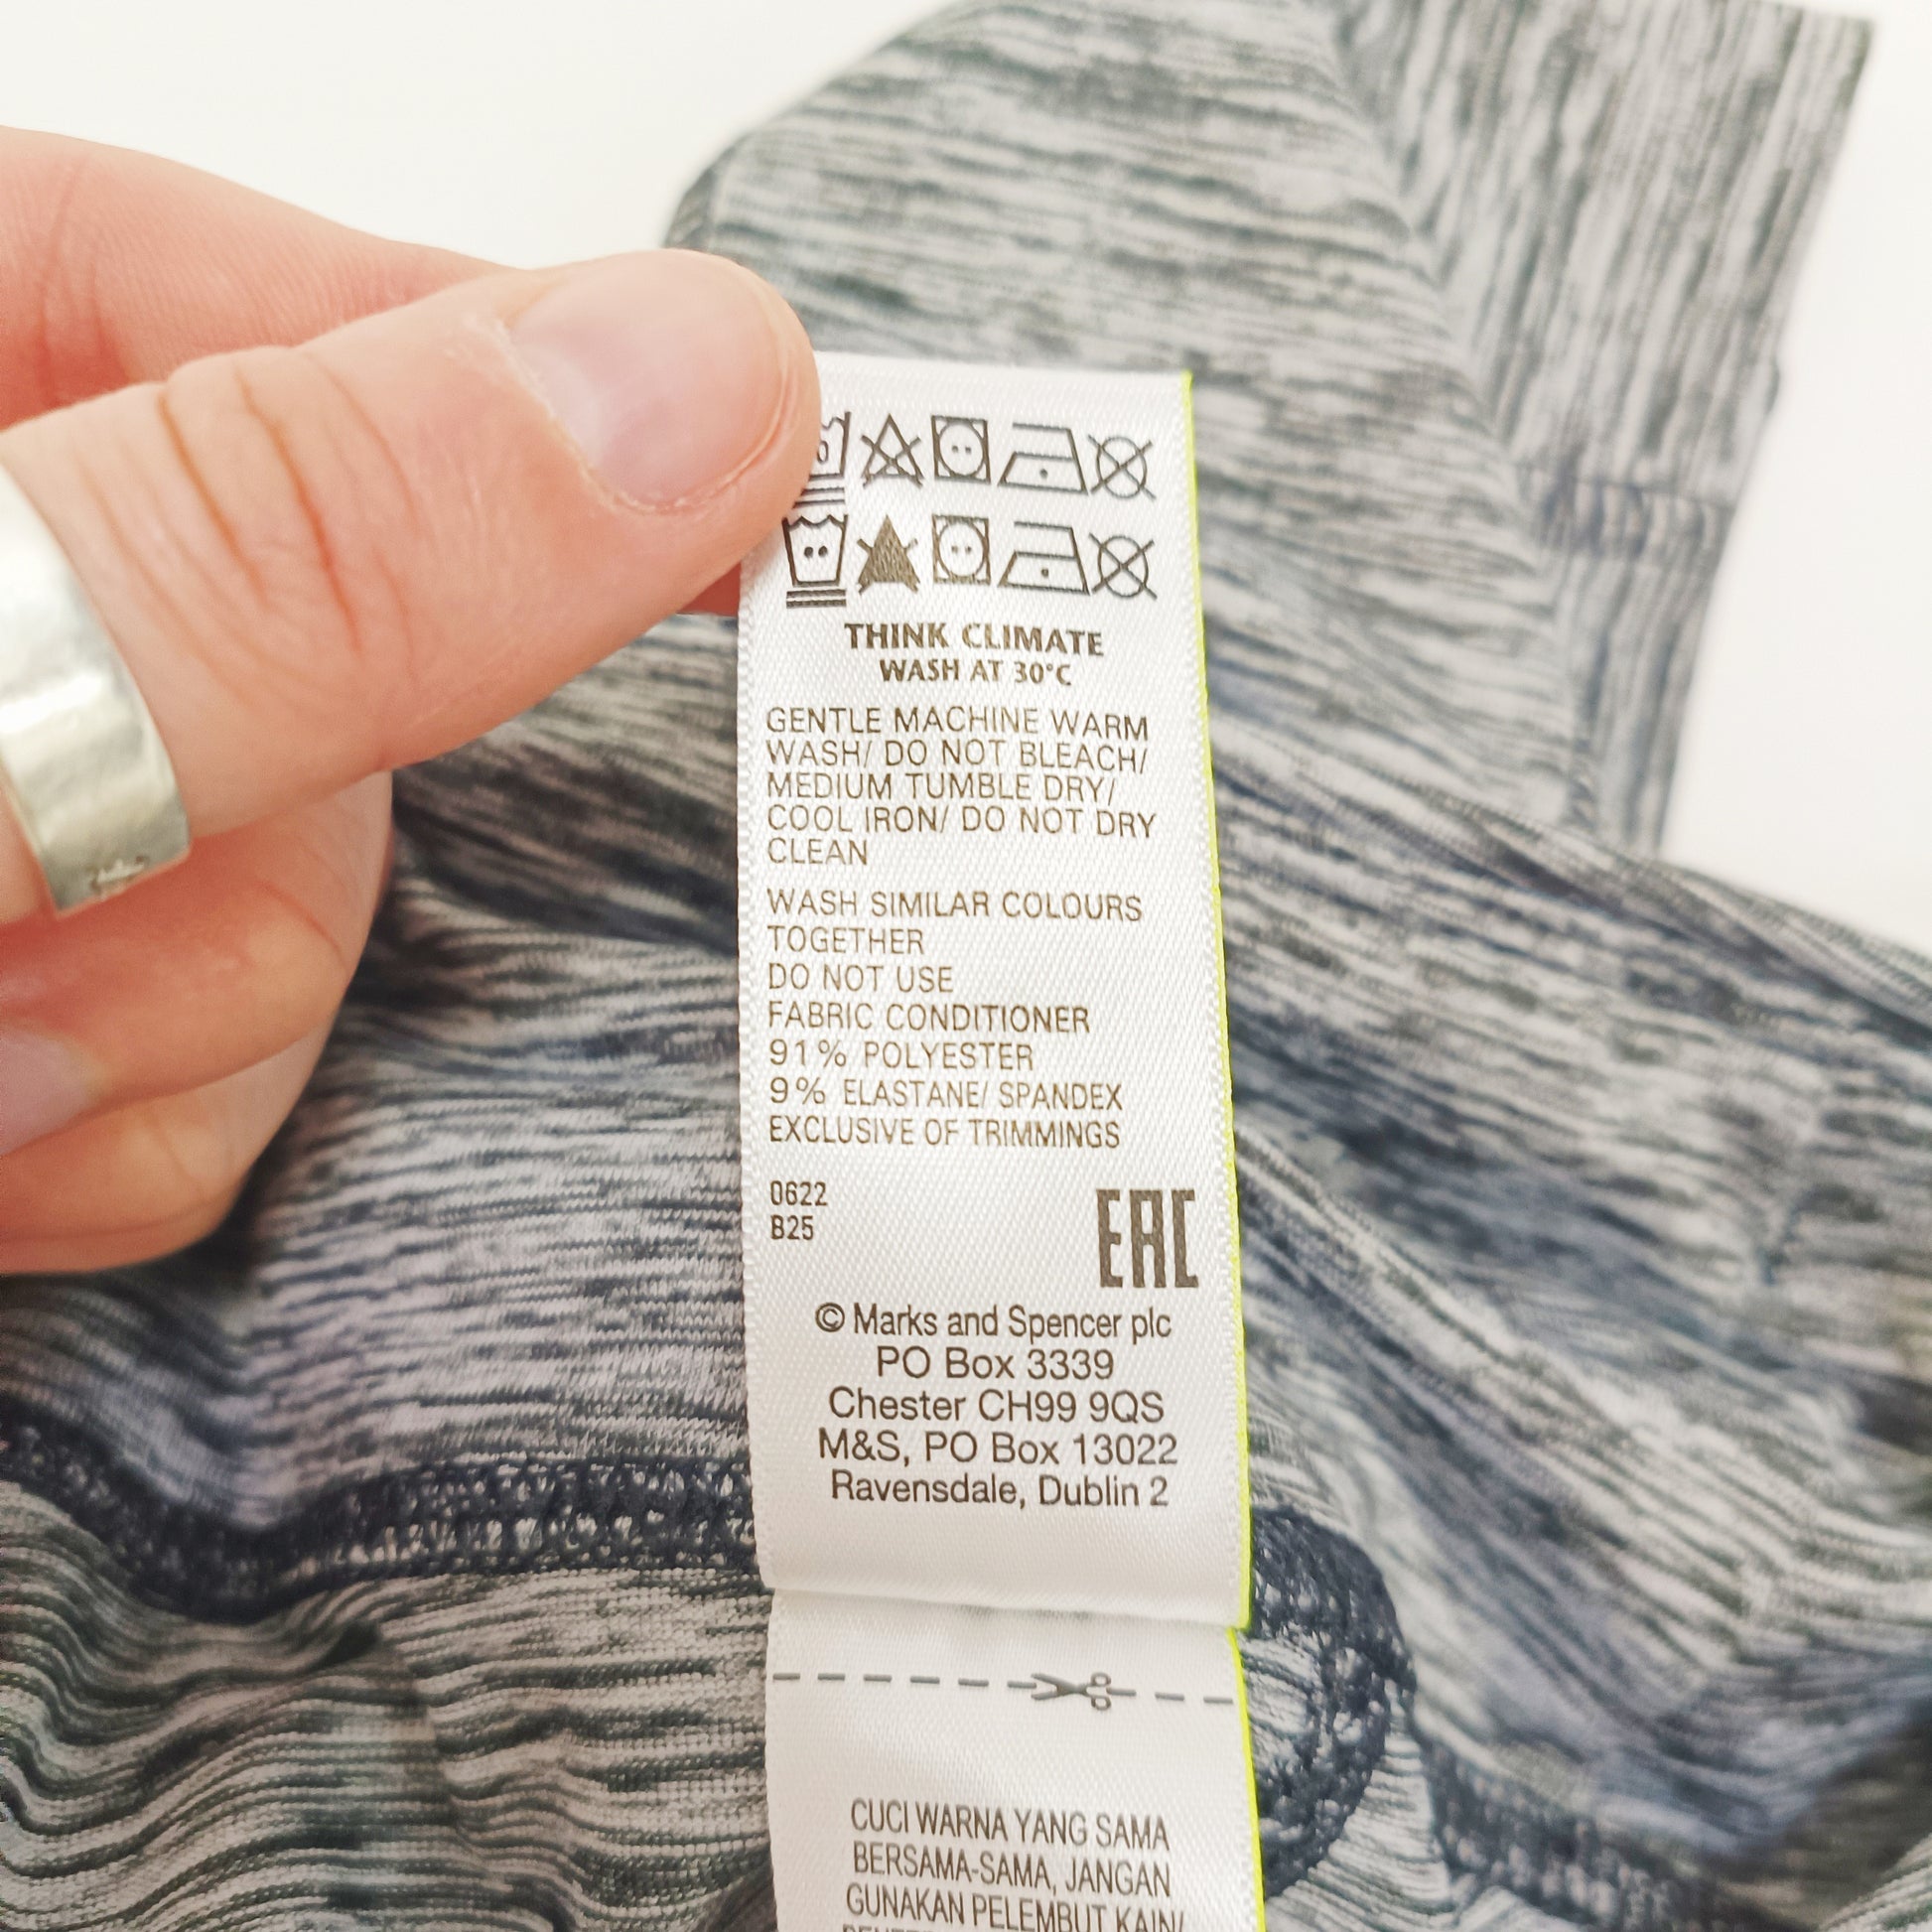 THINK CLIMATE
WASH AT 30°C
GENTLE MACHINE WARM
WASH/ DO NOT BLEACH/
MEDIUM TUMBLE DRY/
COOL IRON/ DO NOT DRY
CLEAN
WASH SIMILAR COLOURS
TOGETHER
DO NOT USE
FABRIC CONDITIONER
91% POLYESTER
9% ELASTANE/ SPANDEX
EXCLUSIVE OF TRIMMINGS
0622
B25
EAC
© Marks and Spencer plc
PO Box 3339
Chester CH99 9QS
M&S, PO Box 13022
Ravensdale, Dublin 2
CUCI WARNA YANG SAMA
BERSAMA-SAMA, JANGAN
GUNAKAN PELEMBUT KAIN/